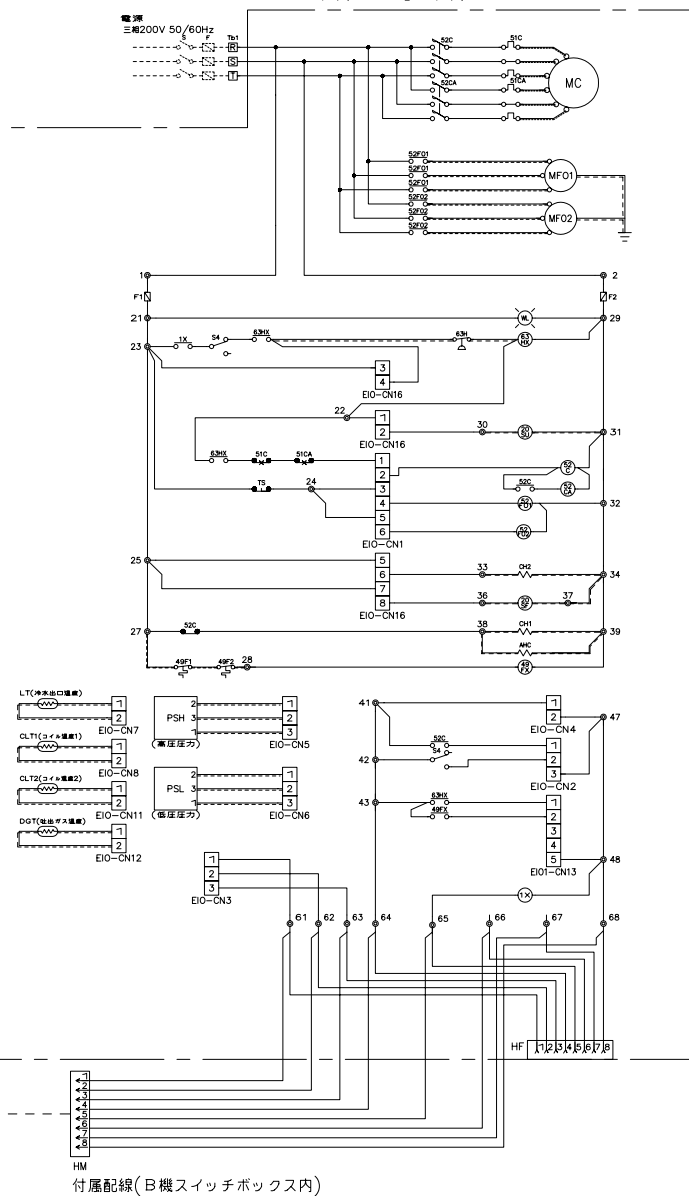 電源
三相200V 50/60Hz
S F Tb1
R
S
T
52C 51C
52CA 51CA
MC
52F01
52F01
52F01
MF01
52F02
52F02
52F02
MF02
1 2
F1 F2
21 WL 29
23 1X S4 63HX 63H 63HX
3
4
EIO-CN16
22
1
2
EIO-CN16
30 20SU 31
63HX 51C 51CA
TS 24
1
2
3
4
5
6
EIO-CN1
52C
52C 52CA
52F01 32
52F02
25
5
6
7
8
EIO-CN16
33 CH2 34
36 20SF 37
27 52C 38 CH1 39
AHC
49F1 49F2 28 49FX
LT(冷水出口温度)
1
2
EIO-CN7
CLT1(コイル温度1)
1
2
EIO-CN8
CLT2(コイル温度2)
1
2
EIO-CN11
DGT(吐出ガス温度)
1
2
EIO-CN12
PSH
2
3
1
(高圧圧力)
1
2
3
EIO-CN5
PSL
2
3
1
(低圧圧力)
1
2
3
EIO-CN6
1
2
3
EIO-CN3
41
1
2
EIO-CN4
47
42 52C
S4
1
2
3
EIO-CN2
43 63HX
49FX
1
2
3
4
5
EIO1-CN13
48
1X
61 62 63 64 65 66 67 68
HF 1 2 3 4 5 6 7 8
1
2
3
4
5
6
7
8
HM
付属配線(B機スイッチボックス内)